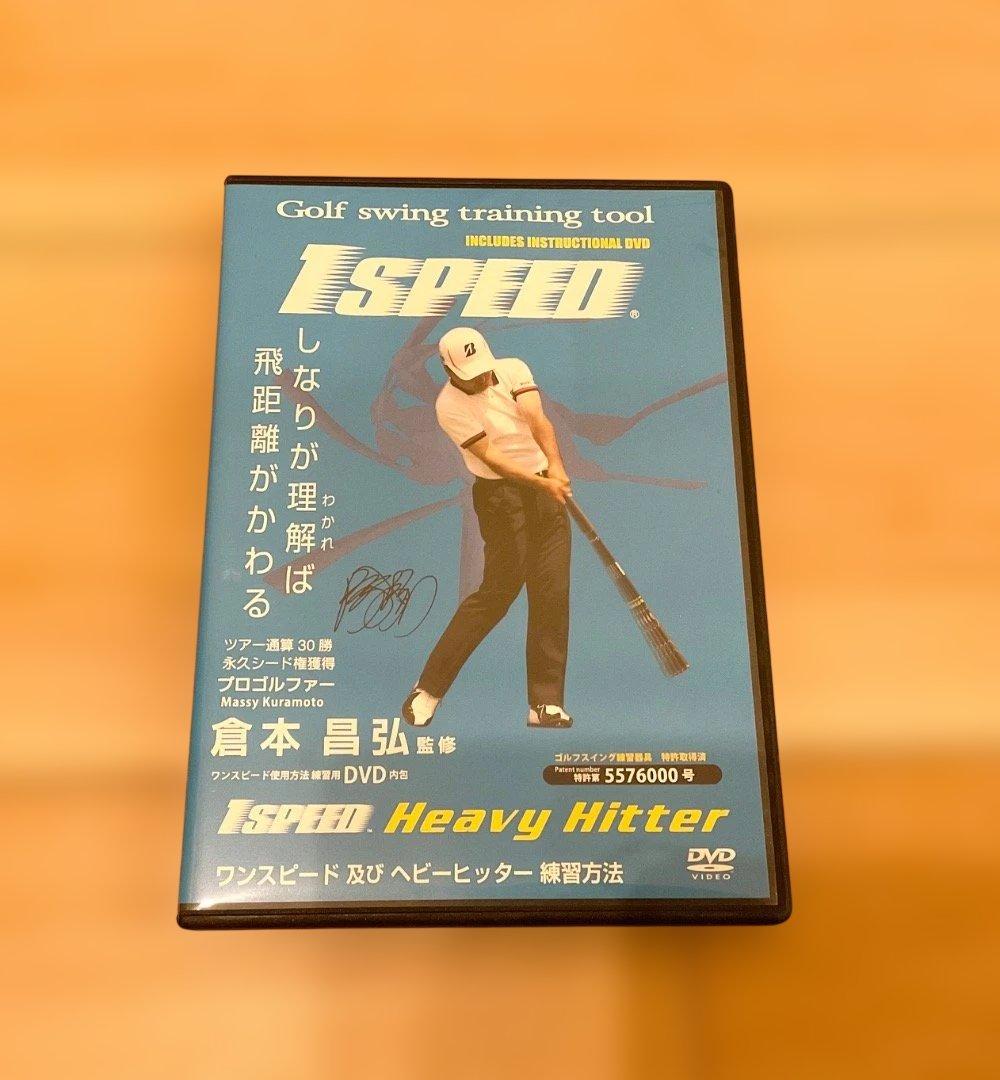 Golf swing training tool
INCLUDES INSTRUCTIONAL DVD
1SPEED®
しなりが理解ば
わかれ
飛距離がかわる
ツアー通算30勝
永久シード権獲得
プロゴルファー
Massy Kuramoto
倉本 昌弘 監修
ワンスピード使用方法 練習用 DVD 内包
ゴルフスイング練習器具 特許取得済
Patent number
特許第 5576000 号
1SPEED™ Heavy Hitter
ワンスピード 及び ヘビーヒッター 練習方法
DVD
VIDEO
B